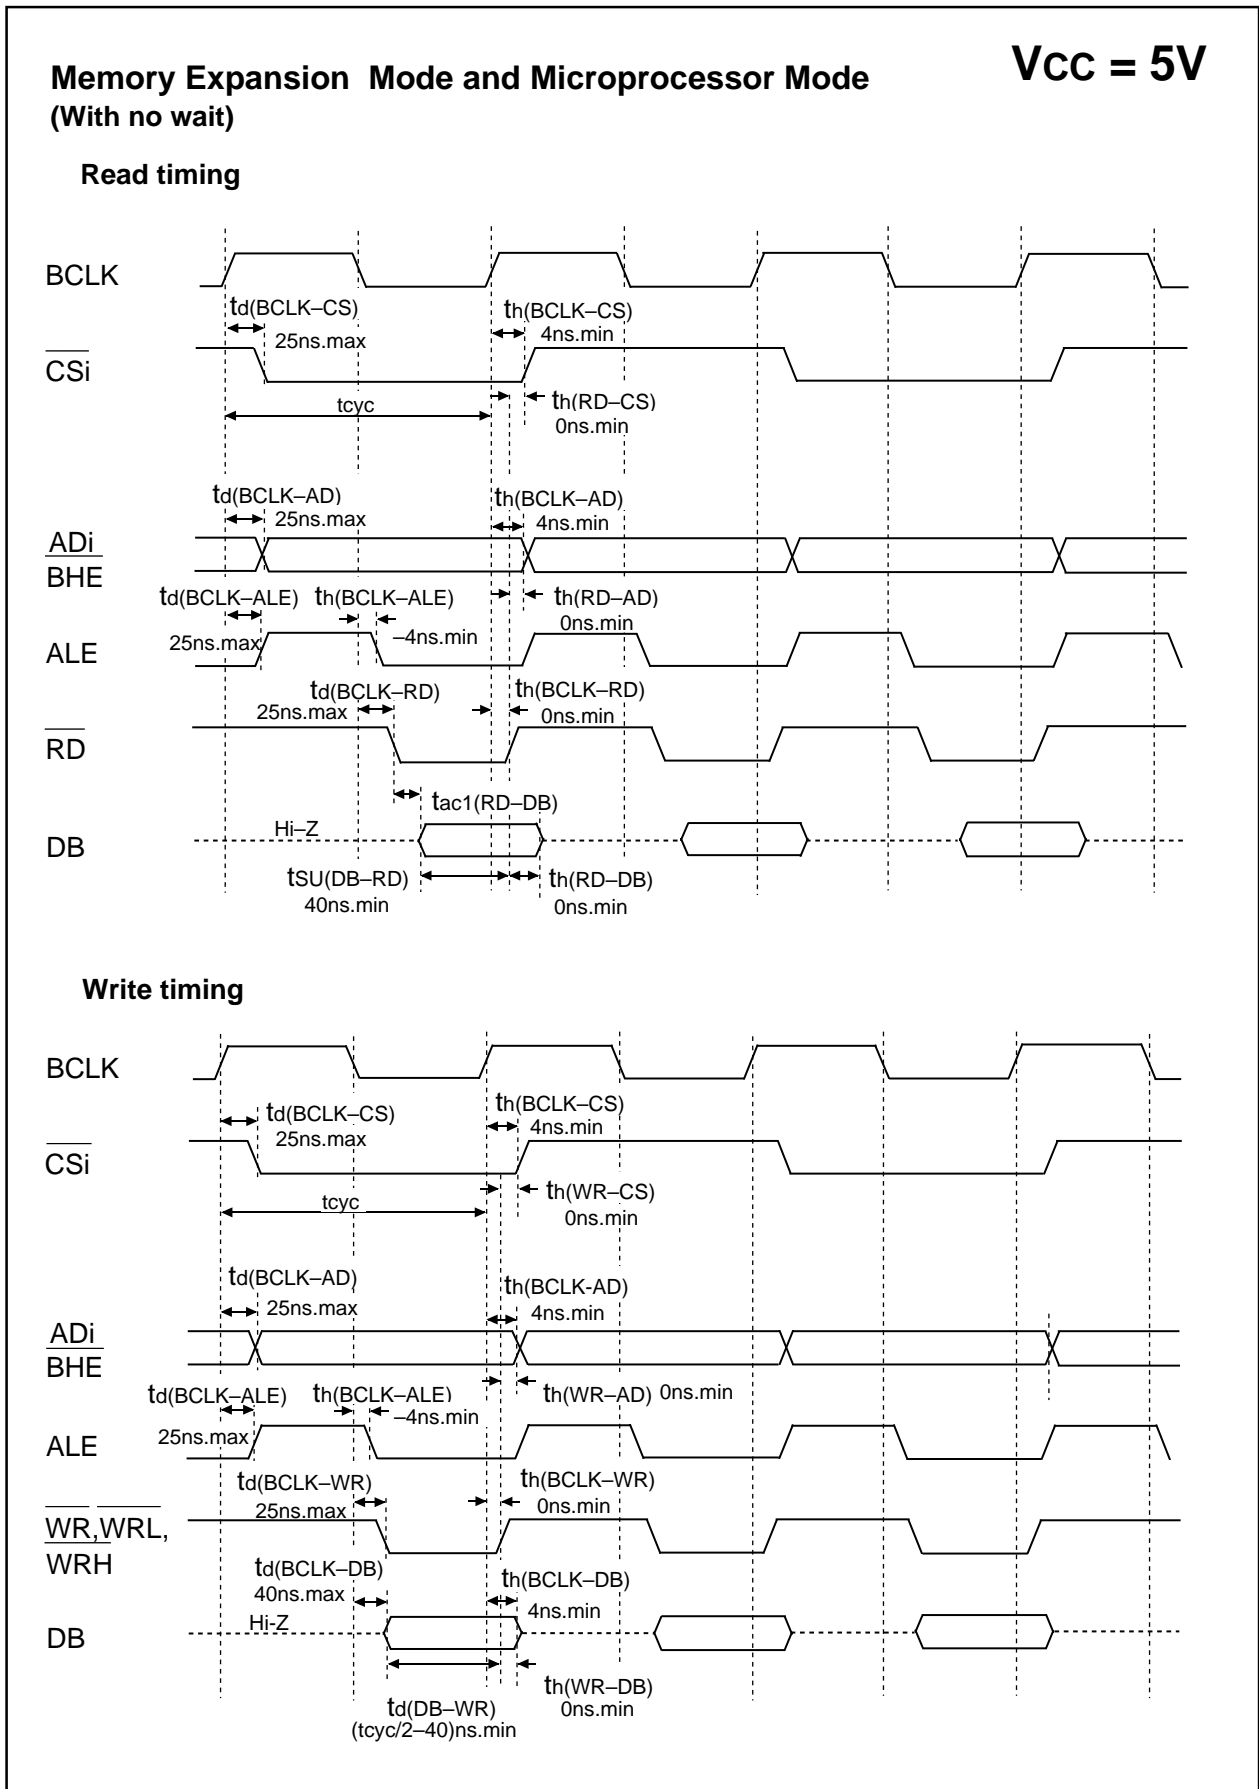 Memory Expansion Mode and Microprocessor Mode
VCC = 5V
(With no wait)
Read timing
BCLK
td(BCLK–CS)
25ns.max
th(BCLK–CS)
4ns.min
CSi
tcyc
th(RD–CS)
0ns.min
td(BCLK–AD)
25ns.max
th(BCLK–AD)
4ns.min
ADi
BHE
td(BCLK–ALE)
25ns.max
th(BCLK–ALE)
–4ns.min
th(RD–AD)
0ns.min
ALE
td(BCLK–RD)
25ns.max
th(BCLK–RD)
0ns.min
RD
tac1(RD–DB)
Hi–Z
DB
tSU(DB–RD)
40ns.min
th(RD–DB)
0ns.min
Write timing
BCLK
td(BCLK–CS)
25ns.max
th(BCLK–CS)
4ns.min
CSi
tcyc
th(WR–CS)
0ns.min
td(BCLK–AD)
25ns.max
th(BCLK-AD)
4ns.min
ADi
BHE
td(BCLK–ALE)
25ns.max
th(BCLK–ALE)
–4ns.min
th(WR–AD) 0ns.min
ALE
td(BCLK–WR)
25ns.max
th(BCLK–WR)
0ns.min
WR,WRL,
WRH
td(BCLK–DB)
40ns.max
th(BCLK–DB)
4ns.min
Hi-Z
DB
td(DB–WR)
(tcyc/2–40)ns.min
th(WR–DB)
0ns.min